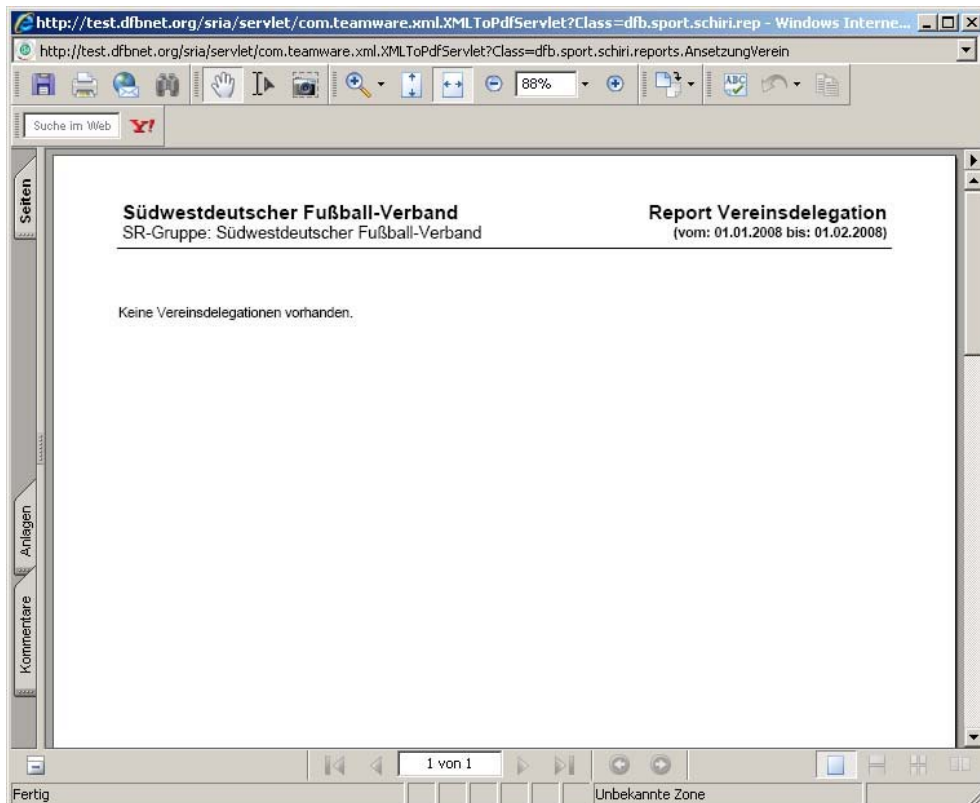 http://test.dfbnet.org/sria/servlet/com.teamware.xml.XMLToPdfServlet?Class=dfb.sport.schiri.rep - Windows Interne...
http://test.dfbnet.org/sria/servlet/com.teamware.xml.XMLToPdfServlet?Class=dfb.sport.schiri.reports.AnsetzungVerein
88%
ABC
Suche im Web Y!
Seiten
Südwestdeutscher Fußball-Verband Report Vereinsdelegation
SR-Gruppe: Südwestdeutscher Fußball-Verband (vom: 01.01.2008 bis: 01.02.2008)
Keine Vereinsdelegationen vorhanden.
Anlagen
Kommentare
1 von 1
Fertig Unbekannte Zone